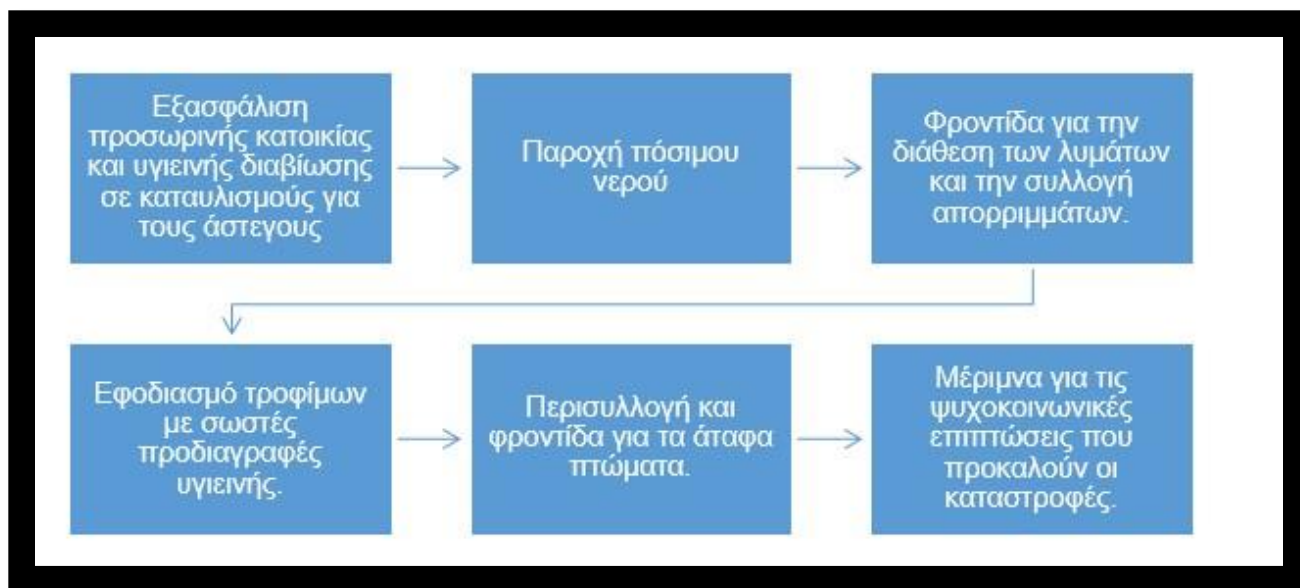 Εξασφάλιση
προσωρινής κατοικίας
και υγιεινής διαβίωσης
σε καταυλισμούς για
τους άστεγους
Παροχή πόσιμου
νερού
Φροντίδα για την
διάθεση των λυμάτων
και την συλλογή
απορριμμάτων.
Εφοδιασμό τροφίμων
με σωστές
προδιαγραφές
υγιεινής.
Περισυλλογή και
φροντίδα για τα άταφα
πτώματα.
Μέριμνα για τις
ψυχοκοινωνικές
επιπτώσεις που
προκαλούν οι
καταστροφές.